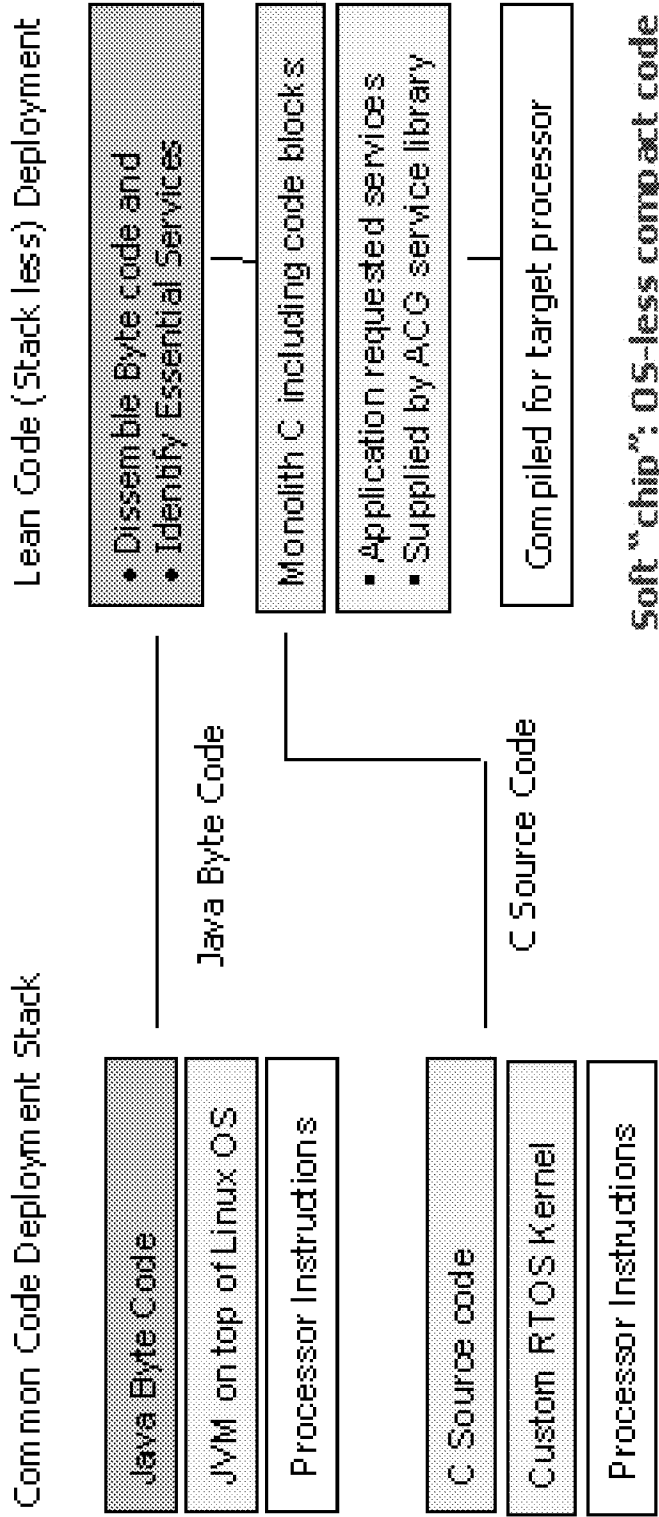 Common Code Deployment Stack
Java Byte Code
JVM on top of Linux OS
Processor Instructions
C Source code
Custom RTOS Kernel
Processor Instructions
Java Byte Code
C Source Code
Lean Code (Stack less) Deployment
• Dissemble Byte code and
• Identify Essential Services
Monolith C including code blocks:
• Application requested services
• Supplied by ACG service library
Compiled for target processor
Soft "chip": OS-less compact code